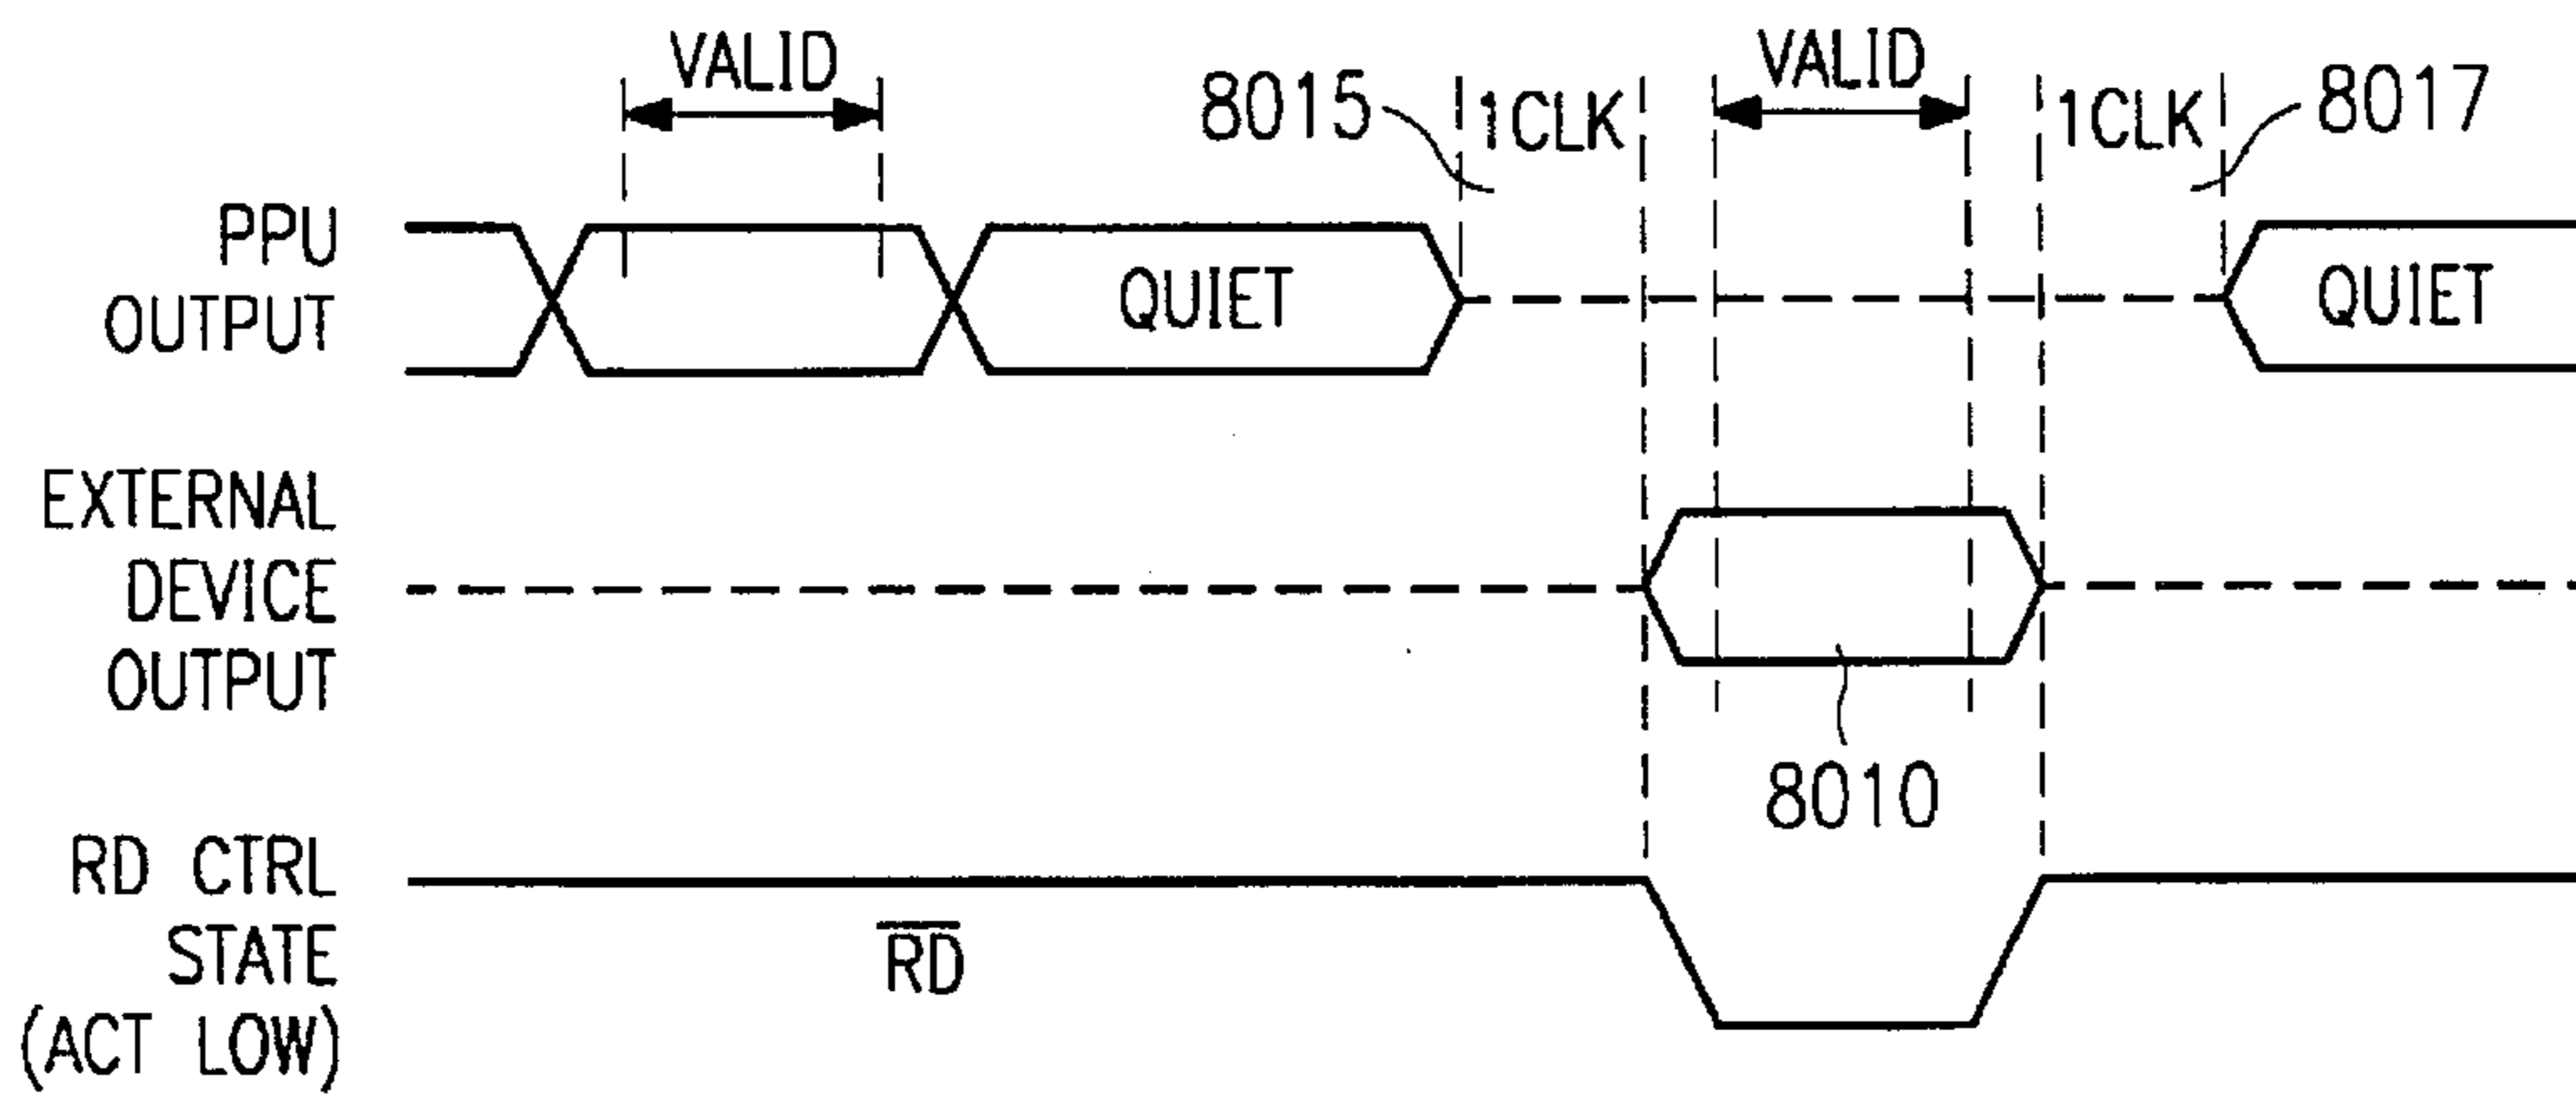 VALID
VALID
8015
1CLK
1CLK
8017
PPU
OUTPUT
QUIET
QUIET
EXTERNAL
DEVICE
OUTPUT
8010
RD CTRL
STATE
(ACT LOW)
R̅D̅